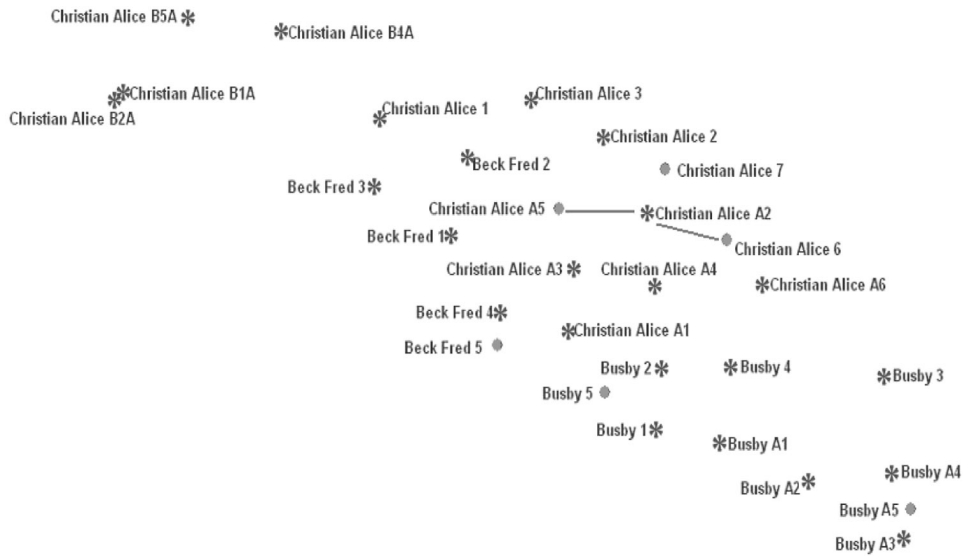 Christian Alice B5A
Christian Alice B4A
Christian Alice B1A
Christian Alice 3
Christian Alice 1
Christian Alice B2A
Christian Alice 2
Beck Fred 2
Christian Alice 7
Beck Fred 3
Christian Alice A5
Christian Alice A2
Beck Fred 1
Christian Alice 6
Christian Alice A3
Christian Alice A4
Christian Alice A6
Beck Fred 4
Christian Alice A1
Beck Fred 5
Busby 2
Busby 4
Busby 3
Busby 5
Busby 1
Busby A1
Busby A4
Busby A2
Busby A5
Busby A3